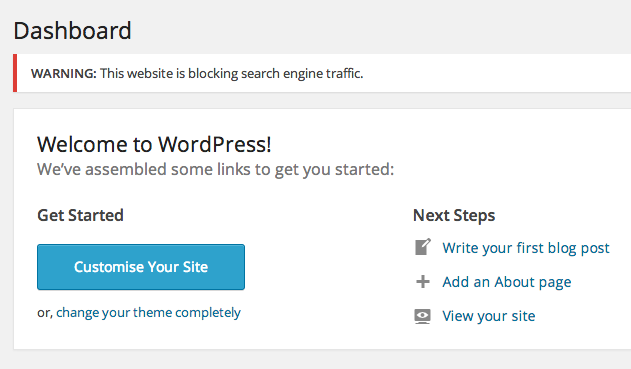 Dashboard
WARNING: This website is blocking search engine traffic.
Welcome to WordPress!
We've assembled some links to get you started:
Get Started
Customise Your Site
or, change your theme completely
Next Steps
Write your first blog post
Add an About page
View your site